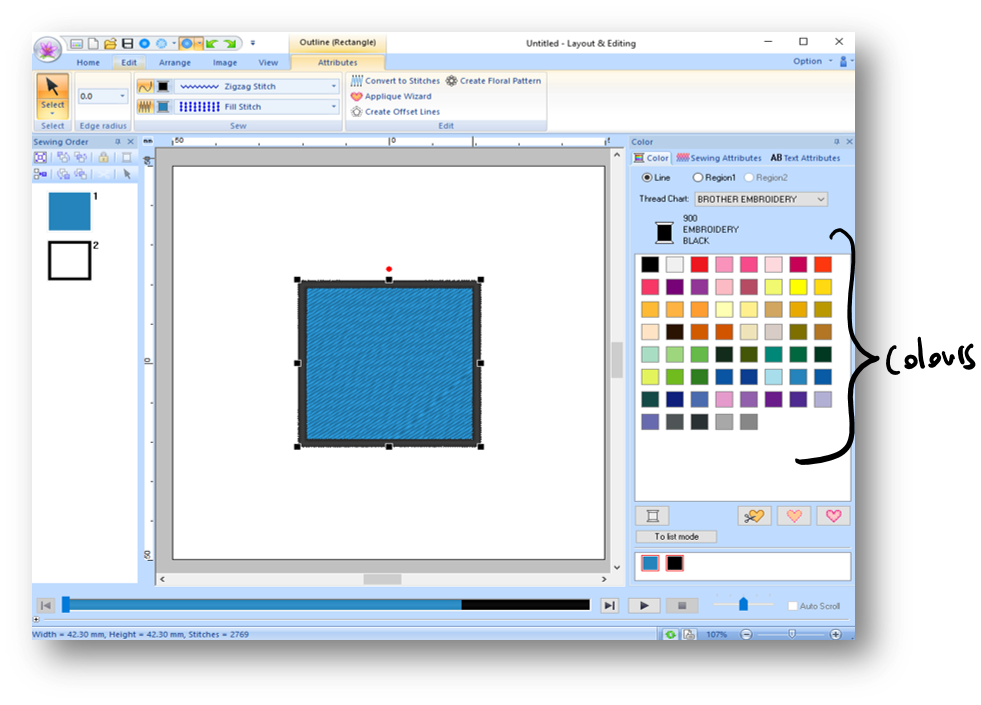 Outline (Rectangle)
Untitled - Layout & Editing
Home Edit Arrange Image View Attributes
Option
Select
0.0
Zigzag Stitch
Fill Stitch
Convert to Stitches Create Floral Pattern
Applique Wizard
Create Offset Lines
Select Edge radius Sew Edit
Sewing Order
mm
50 0
50
0
50
1
2
Color
Color Sewing Attributes AB Text Attributes
Line Region1 Region2
Thread Chart: BROTHER EMBROIDERY
900
EMBROIDERY
BLACK
Colours
To list mode
Auto Scroll
Width = 42.30 mm, Height = 42.30 mm, Stitches = 2769
107%